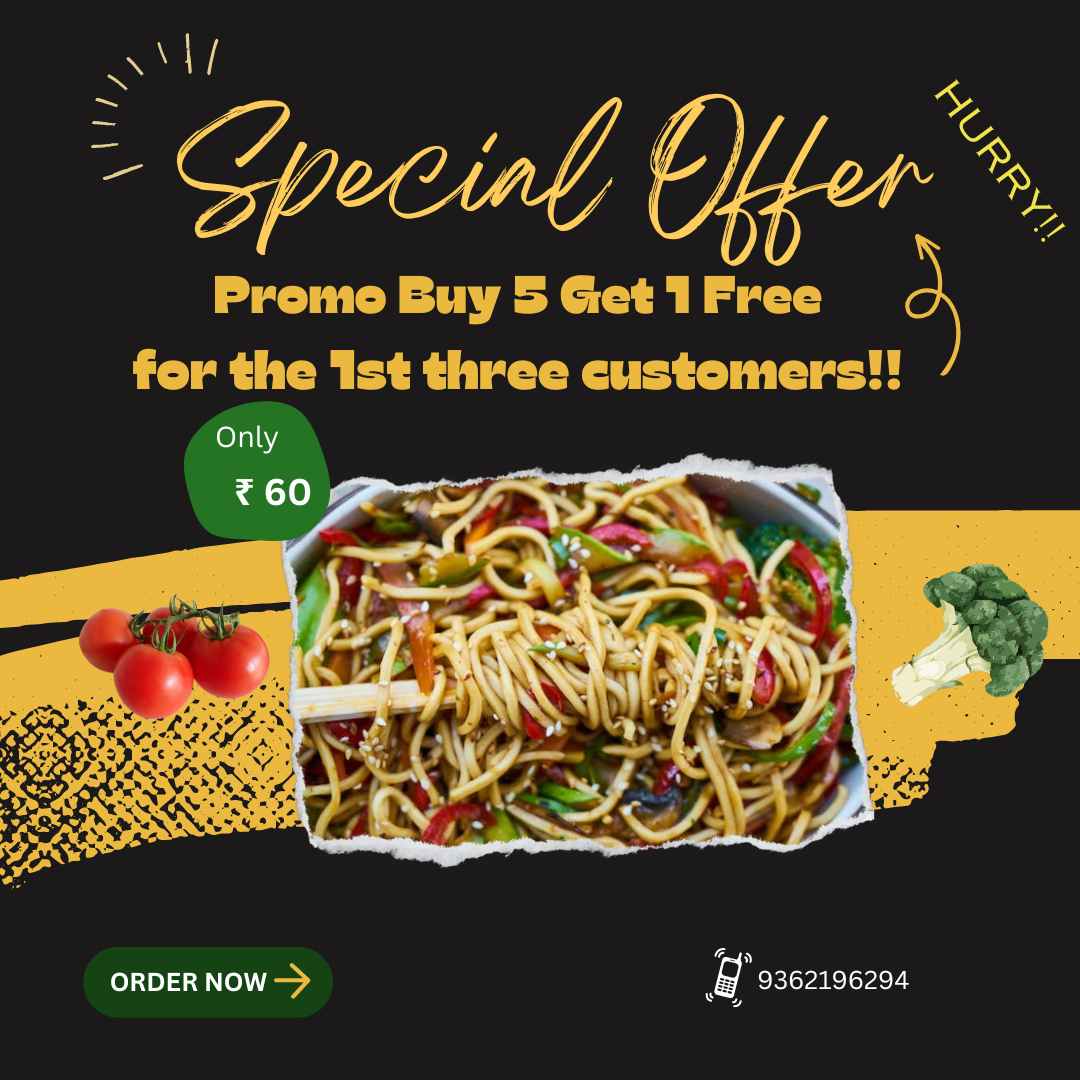 Special Offer
HURRY!!
Promo Buy 5 Get 1 Free
for the 1st three customers!!
Only
₹ 60
ORDER NOW
9362196294